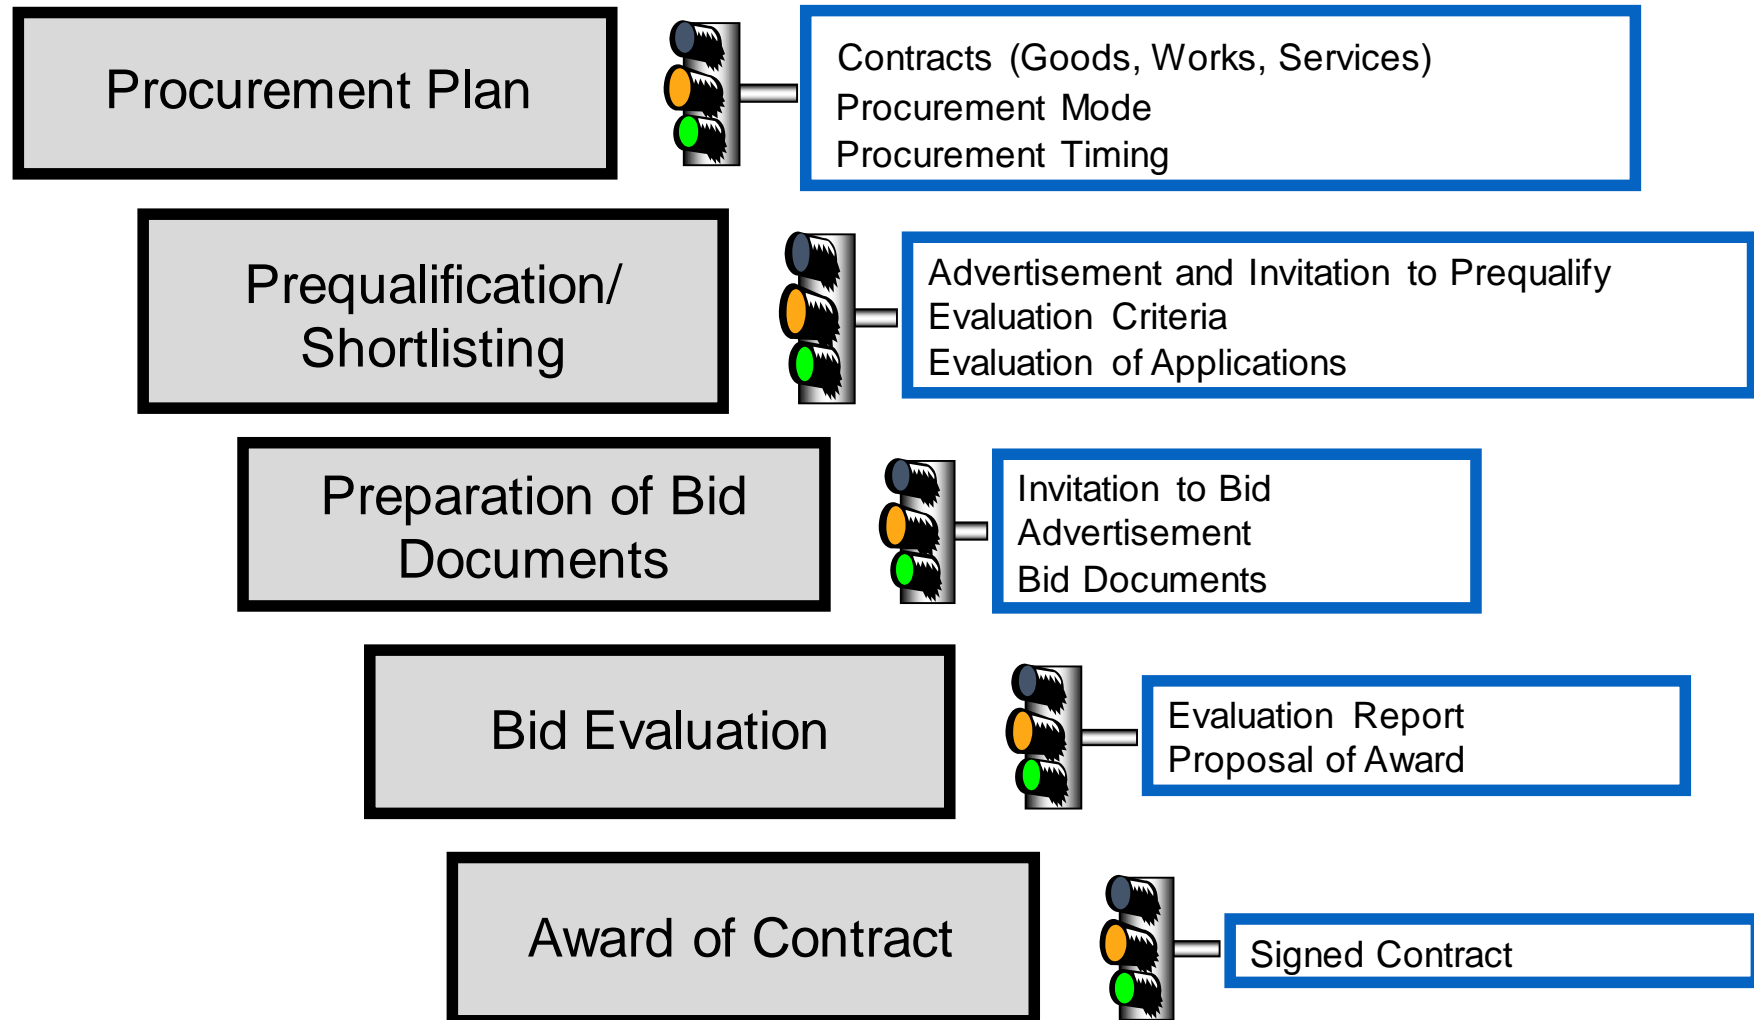 Procurement Plan
Contracts (Goods, Works, Services)
Procurement Mode
Procurement Timing
Prequalification/
Shortlisting
Advertisement and Invitation to Prequalify
Evaluation Criteria
Evaluation of Applications
Preparation of Bid
Documents
Invitation to Bid
Advertisement
Bid Documents
Bid Evaluation
Evaluation Report
Proposal of Award
Award of Contract
Signed Contract